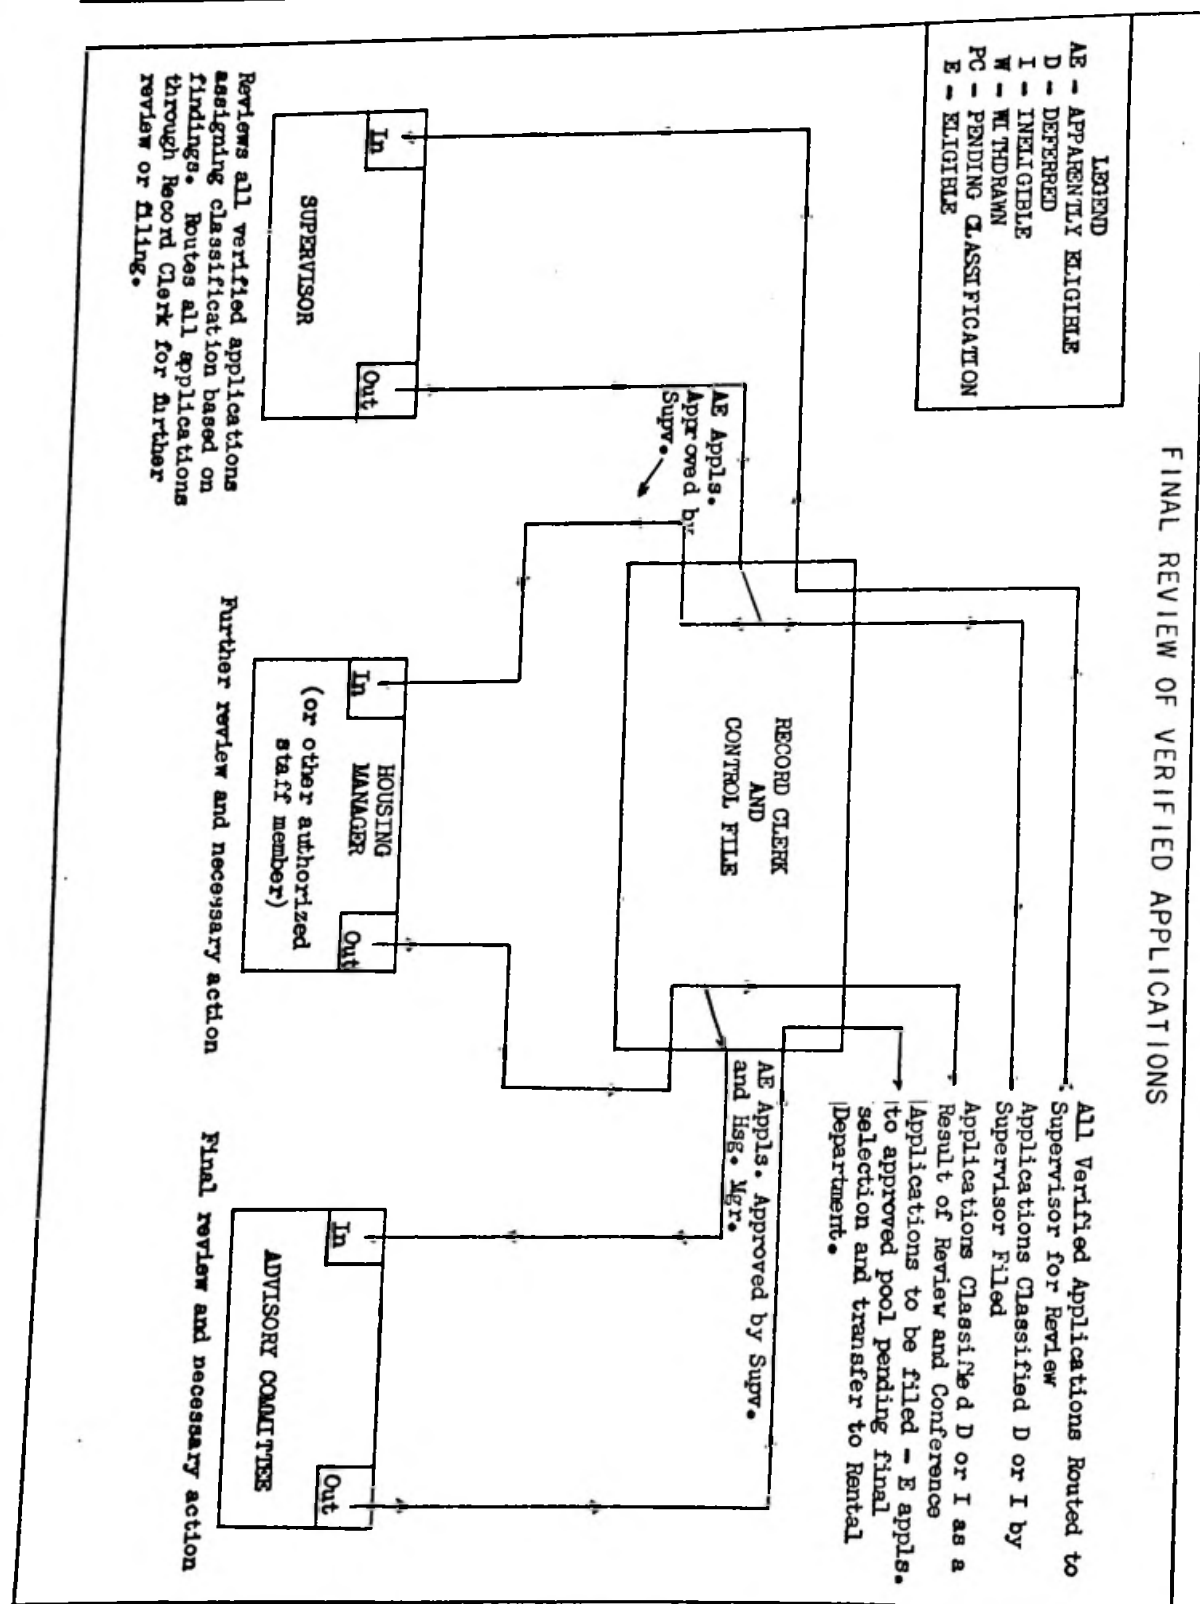 FINAL REVIEW OF VERIFIED APPLICATIONS
LEGEND
AE - APPARENTLY ELIGIBLE
D - DEFERRED
I - INELIGIBLE
W - WITHDRAWN
PC - PENDING CLASSIFICATION
E - ELIGIBLE
All Verified Applications Routed to
Supervisor for Review
Applications Classified D or I by
Supervisor Filed
Applications Classified D or I as a
Result of Review and Conference
Applications to be filed - E appls.
to approved pool pending final
selection and transfer to Rental
Department.
RECORD CLERK
AND
CONTROL FILE
AE Appls.
Approved by
Supv.
AE Appls. Approved by Supv.
and Hsg. Mgr.
In
SUPERVISOR
Out
Reviews all verified applications
assigning classification based on
findings. Routes all applications
through Record Clerk for further
review or filing.
In
HOUSING
MANAGER
(or other authorized
staff member)
Out
Further review and necessary action
In
ADVISORY COMMITTEE
Out
Final review and necessary action